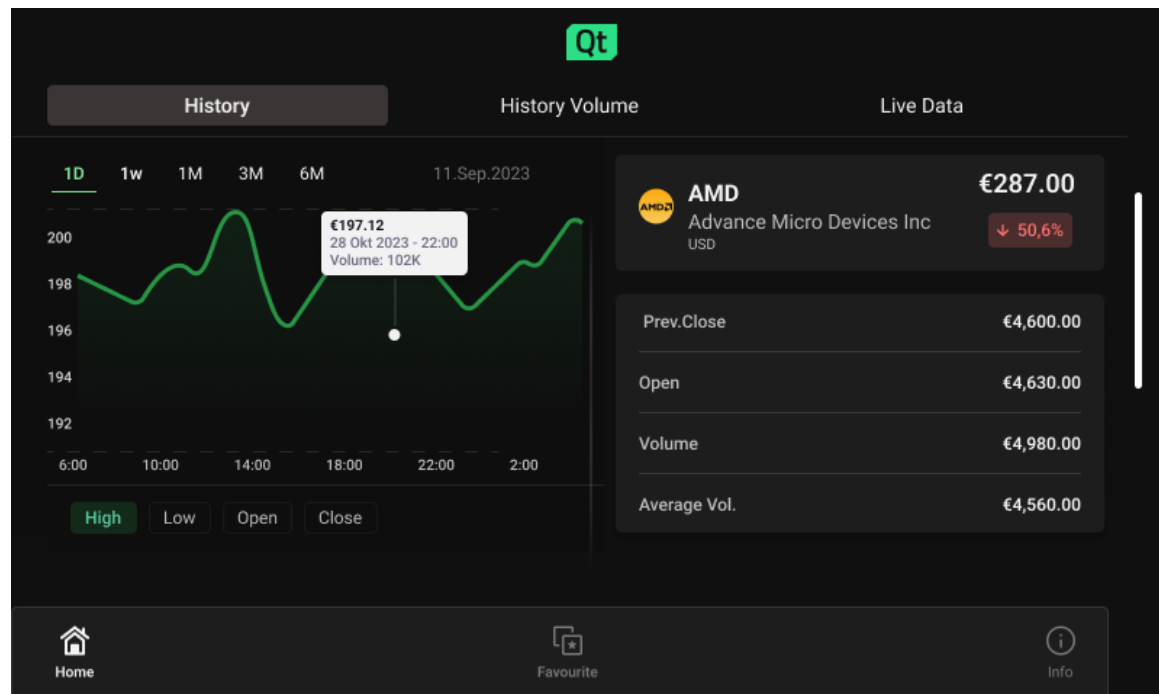 Qt
History
History Volume
Live Data
1D 1w 1M 3M 6M 11.Sep.2023
200
198
196
194
192
6:00 10:00 14:00 18:00 22:00 2:00
€197.12
28 Okt 2023 - 22:00
Volume: 102K
High Low Open Close
AMD
AMD
Advance Micro Devices Inc
USD
€287.00
50,6%
Prev.Close €4,600.00
Open €4,630.00
Volume €4,980.00
Average Vol. €4,560.00
Home
Favourite
Info